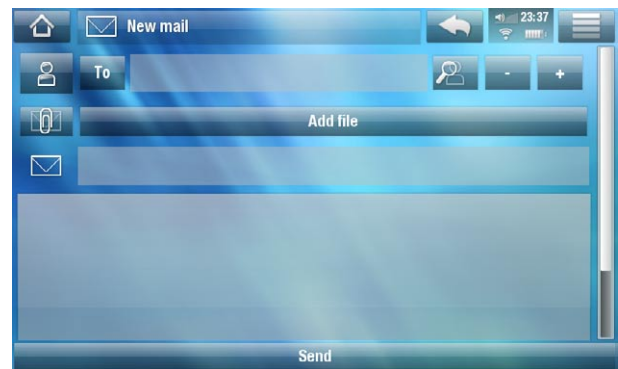 New mail
23:37
To
-
+
Add file
Send